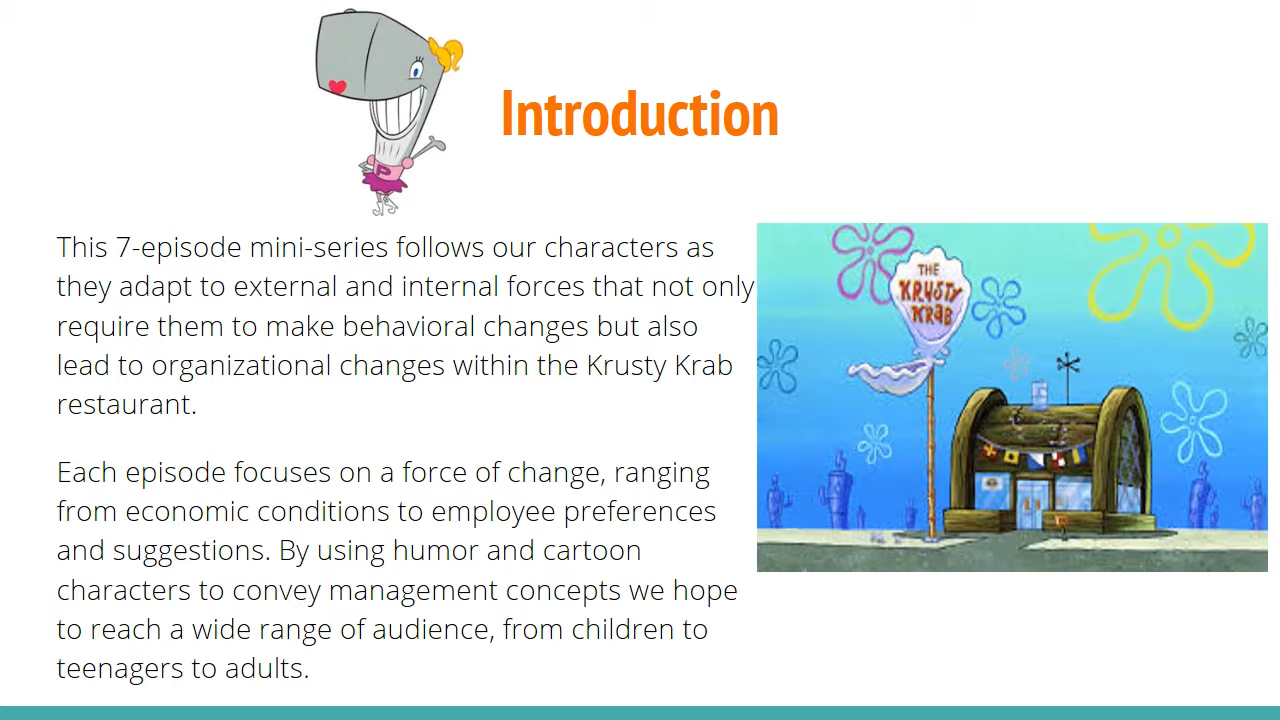 Introduction
This 7-episode mini-series follows our characters as
they adapt to external and internal forces that not only
require them to make behavioral changes but also
lead to organizational changes within the Krusty Krab
restaurant.
Each episode focuses on a force of change, ranging
from economic conditions to employee preferences
and suggestions. By using humor and cartoon
characters to convey management concepts we hope
to reach a wide range of audience, from children to
teenagers to adults.
P
THE
KRUSTY
KRAB